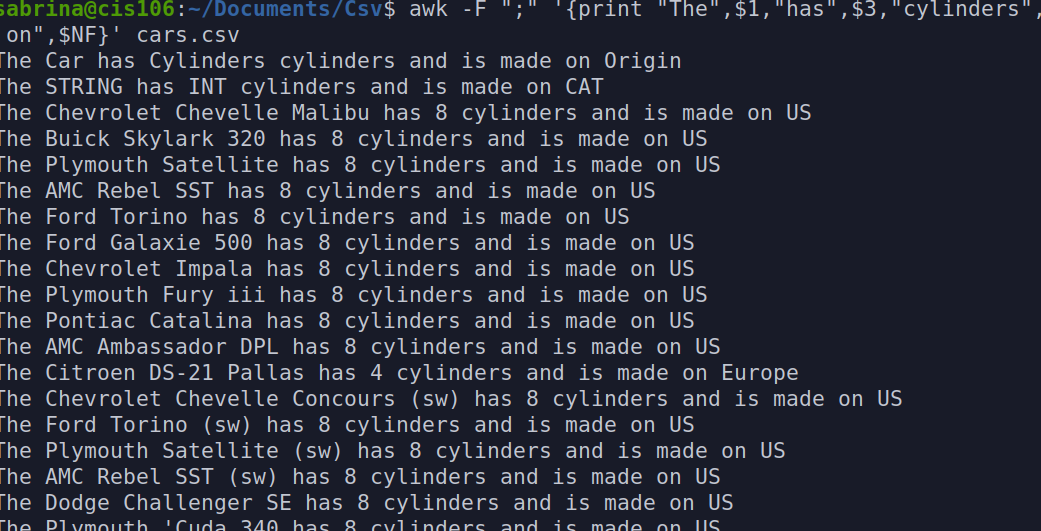 sabrina@cis106:~/Documents/Csv$ awk -F ";" '{print "The",$1,"has",$3,"cylinders",
on",$NF}' cars.csv
The Car has Cylinders cylinders and is made on Origin
The STRING has INT cylinders and is made on CAT
The Chevrolet Chevelle Malibu has 8 cylinders and is made on US
The Buick Skylark 320 has 8 cylinders and is made on US
The Plymouth Satellite has 8 cylinders and is made on US
The AMC Rebel SST has 8 cylinders and is made on US
The Ford Torino has 8 cylinders and is made on US
The Ford Galaxie 500 has 8 cylinders and is made on US
The Chevrolet Impala has 8 cylinders and is made on US
The Plymouth Fury iii has 8 cylinders and is made on US
The Pontiac Catalina has 8 cylinders and is made on US
The AMC Ambassador DPL has 8 cylinders and is made on US
The Citroen DS-21 Pallas has 4 cylinders and is made on Europe
The Chevrolet Chevelle Concours (sw) has 8 cylinders and is made on US
The Ford Torino (sw) has 8 cylinders and is made on US
The Plymouth Satellite (sw) has 8 cylinders and is made on US
The AMC Rebel SST (sw) has 8 cylinders and is made on US
The Dodge Challenger SE has 8 cylinders and is made on US
The Plymouth 'Cuda 340 has 8 cylinders and is made on US